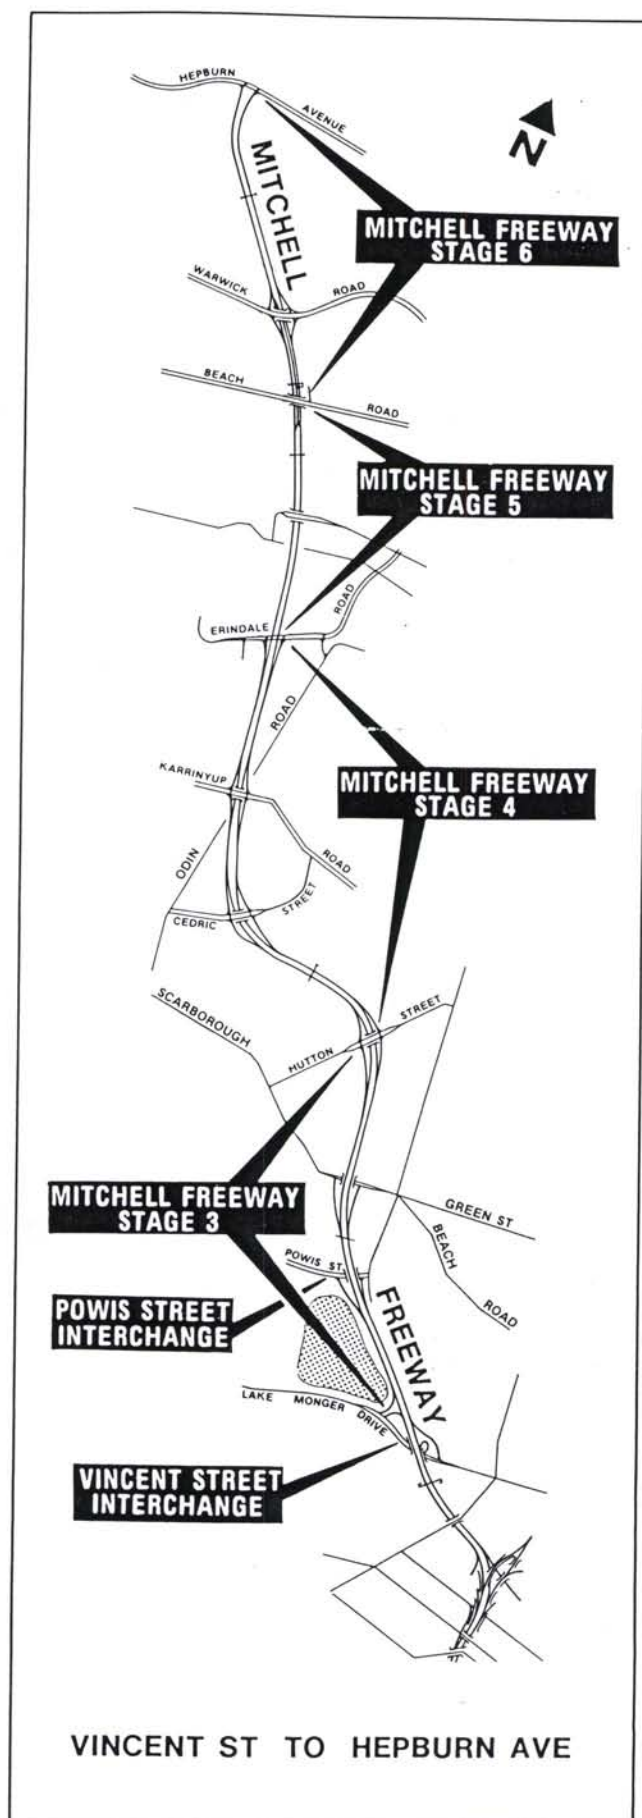 HEPBURN AVENUE
N
MITCHELL
MITCHELL FREEWAY
STAGE 6
WARWICK ROAD
BEACH ROAD
MITCHELL FREEWAY
STAGE 5
ERINDALE ROAD
ROAD
KARRINYUP ROAD
MITCHELL FREEWAY
STAGE 4
ODIN
CEDRIC STREET
SCARBOROUGH
HUTTON STREET
MITCHELL FREEWAY
STAGE 3
GREEN ST
BEACH ROAD
POWIS ST.
POWIS STREET
INTERCHANGE
FREEWAY
LAKE MONGER DRIVE
VINCENT STREET
INTERCHANGE
VINCENT ST TO HEPBURN AVE